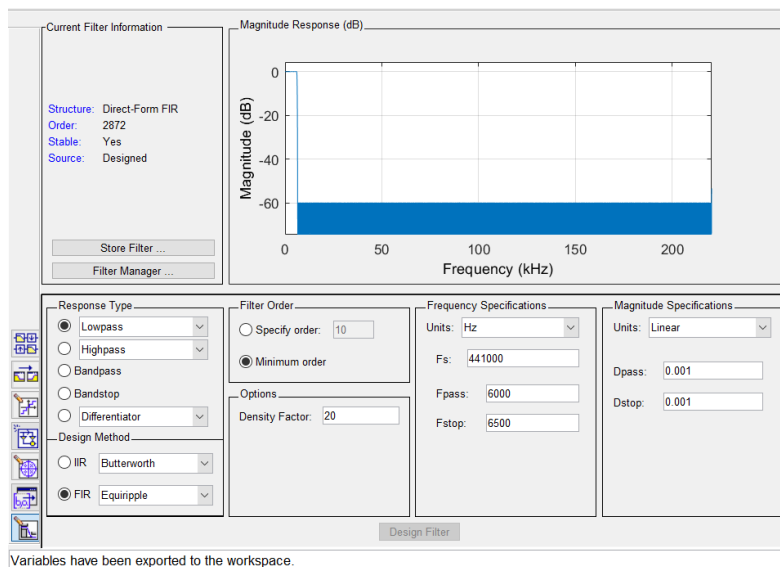 Current Filter Information
Structure: Direct-Form FIR
Order: 2872
Stable: Yes
Source: Designed
Store Filter ...
Filter Manager ...
Magnitude Response (dB)
Magnitude (dB)
0
-20
-40
-60
0 50 100 150 200
Frequency (kHz)
Response Type
Lowpass
Highpass
Bandpass
Bandstop
Differentiator
Design Method
IIR Butterworth
FIR Equiripple
Filter Order
Specify order: 10
Minimum order
Options
Density Factor: 20
Frequency Specifications
Units: Hz
Fs: 441000
Fpass: 6000
Fstop: 6500
Magnitude Specifications
Units: Linear
Dpass: 0.001
Dstop: 0.001
Design Filter
Variables have been exported to the workspace.